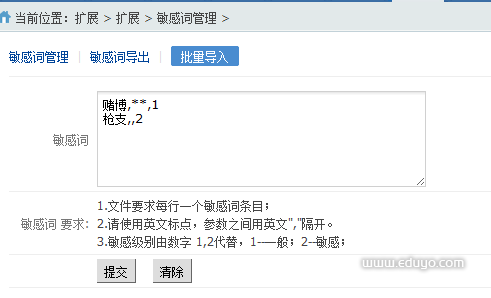 当前位置：扩展 > 扩展 > 敏感词管理 >
敏感词管理 敏感词导出 批量导入
赌博,**,1
枪支,,2
敏感词
敏感词 要求:
1.文件要求每行一个敏感词条目；
2.请使用英文标点，参数之间用英文","隔开。
3.敏感级别由数字 1,2代替，1-----一般；2--敏感；
提交 清除
www.eduyo.com